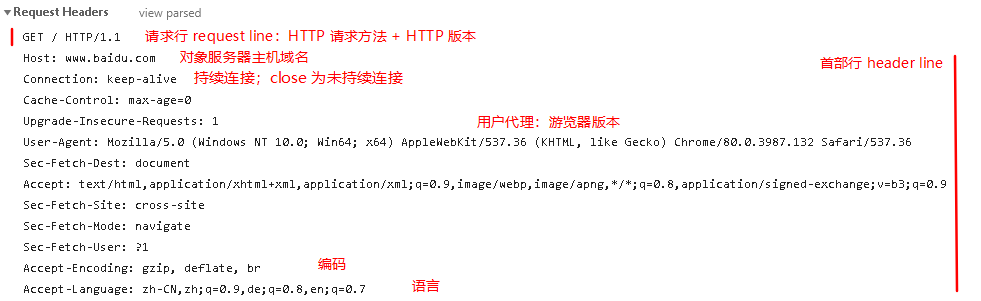 ▼Request Headers view parsed
GET / HTTP/1.1 请求行 request line：HTTP 请求方法 + HTTP 版本
Host: www.baidu.com 对象服务器主机域名
首部行 header line
Connection: keep-alive 持续连接；close 为未持续连接
Cache-Control: max-age=0
Upgrade-Insecure-Requests: 1
用户代理：游览器版本
User-Agent: Mozilla/5.0 (Windows NT 10.0; Win64; x64) AppleWebKit/537.36 (KHTML, like Gecko) Chrome/80.0.3987.132 Safari/537.36
Sec-Fetch-Dest: document
Accept: text/html,application/xhtml+xml,application/xml;q=0.9,image/webp,image/apng,*/*;q=0.8,application/signed-exchange;v=b3;q=0.9
Sec-Fetch-Site: cross-site
Sec-Fetch-Mode: navigate
Sec-Fetch-User: ?1
Accept-Encoding: gzip, deflate, br 编码
Accept-Language: zh-CN,zh;q=0.9,de;q=0.8,en;q=0.7 语言